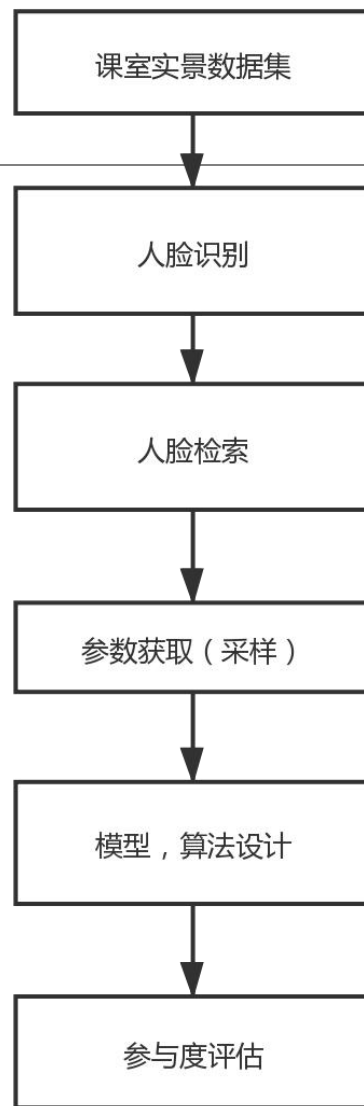 课室实景数据集
人脸识别
人脸检索
参数获取（采样）
模型，算法设计
参与度评估